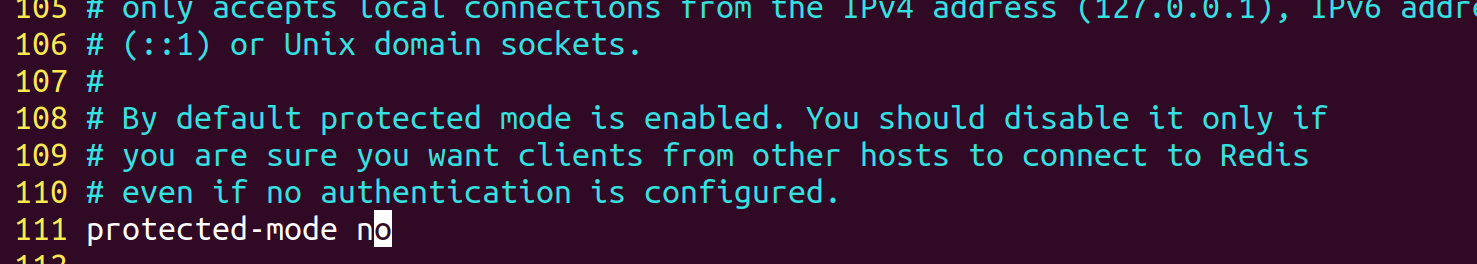 105 # only accepts local connections from the IPv4 address (127.0.0.1), IPv6 addre
106 # (::1) or Unix domain sockets.
107 #
108 # By default protected mode is enabled. You should disable it only if
109 # you are sure you want clients from other hosts to connect to Redis
110 # even if no authentication is configured.
111 protected-mode no
112